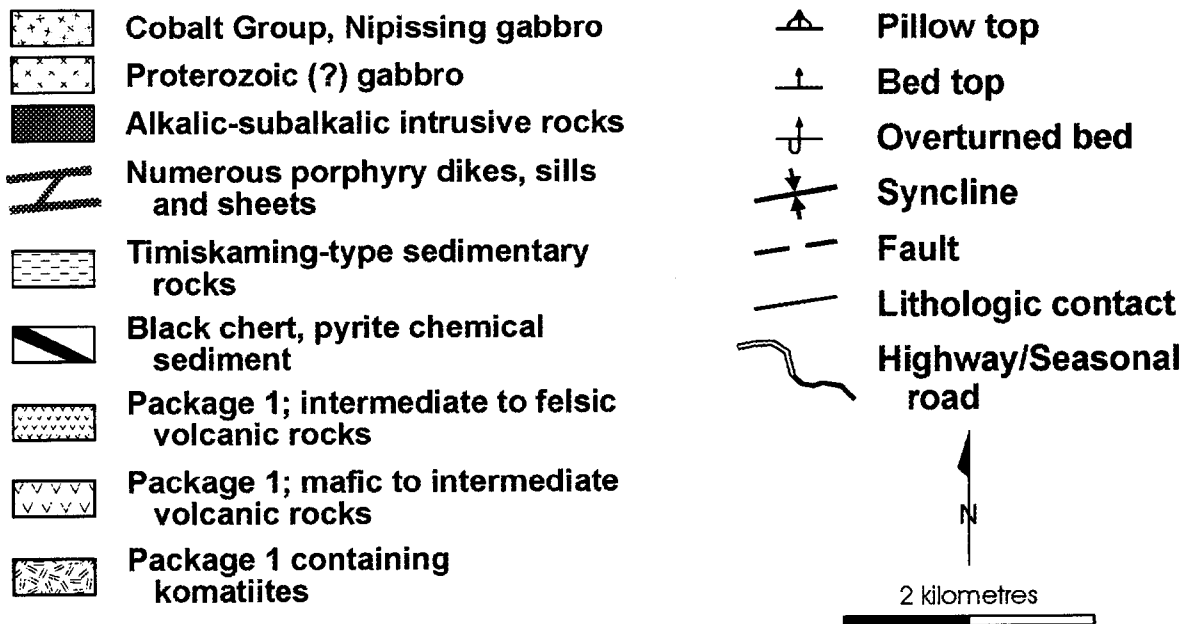 Cobalt Group, Nipissing gabbro
Proterozoic (?) gabbro
Alkalic-subalkalic intrusive rocks
Numerous porphyry dikes, sills
and sheets
Timiskaming-type sedimentary
rocks
Black chert, pyrite chemical
sediment
Package 1; intermediate to felsic
volcanic rocks
Package 1; mafic to intermediate
volcanic rocks
Package 1 containing
komatiites
Pillow top
Bed top
Overturned bed
Syncline
Fault
Lithologic contact
Highway/Seasonal
road
N
2 kilometres